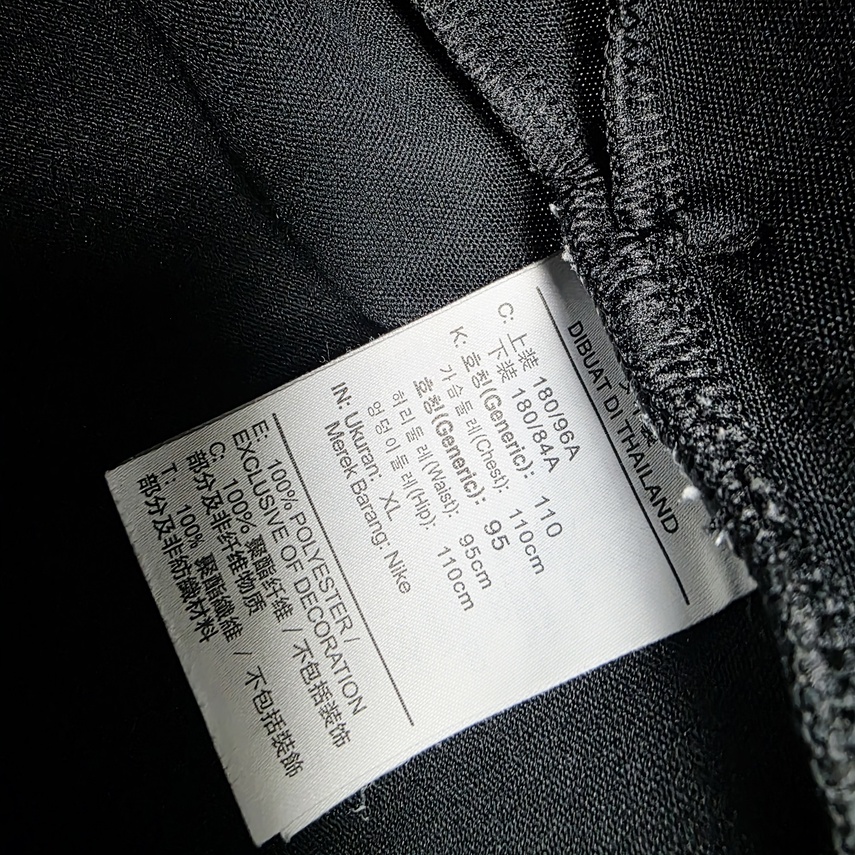 DIBUAT DI THAILAND
C: 上装 180/96A
下装 180/84A
K: 호칭(Generic): 110
가슴둘레(Chest): 110cm
호칭(Generic): 95
허리둘레(Waist): 95cm
엉덩이둘레(Hip): 110cm
IN: Ukuran: XL
Merek Barang: Nike
E: 100% POLYESTER /
EXCLUSIVE OF DECORATION
C: 100% 聚酯纤维 / 不包括装饰
部分及非纤维物质
T: 100% 聚酯纖維 / 不包括裝飾
部分及非紡織材料